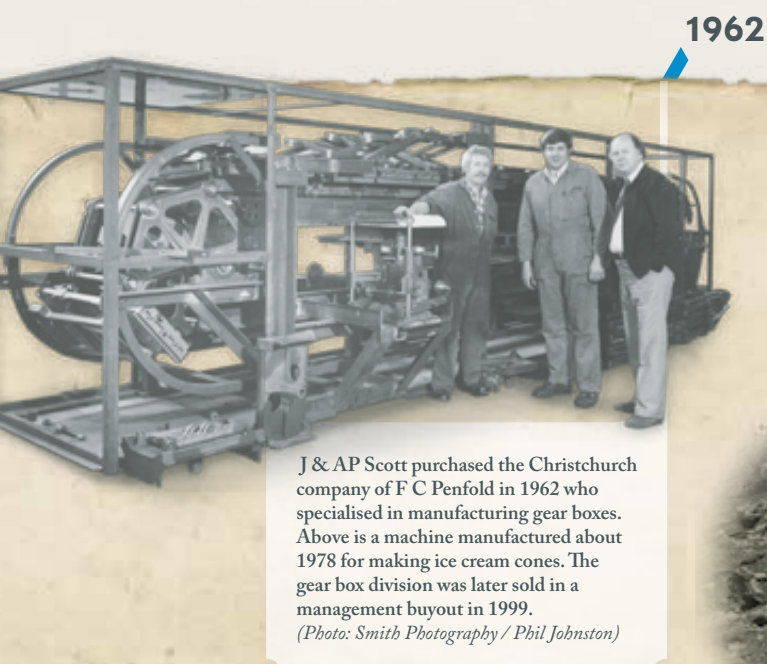 1962
J & AP Scott purchased the Christchurch
company of F C Penfold in 1962 who
specialised in manufacturing gear boxes.
Above is a machine manufactured about
1978 for making ice cream cones. The
gear box division was later sold in a
management buyout in 1999.
(Photo: Smith Photography / Phil Johnston)